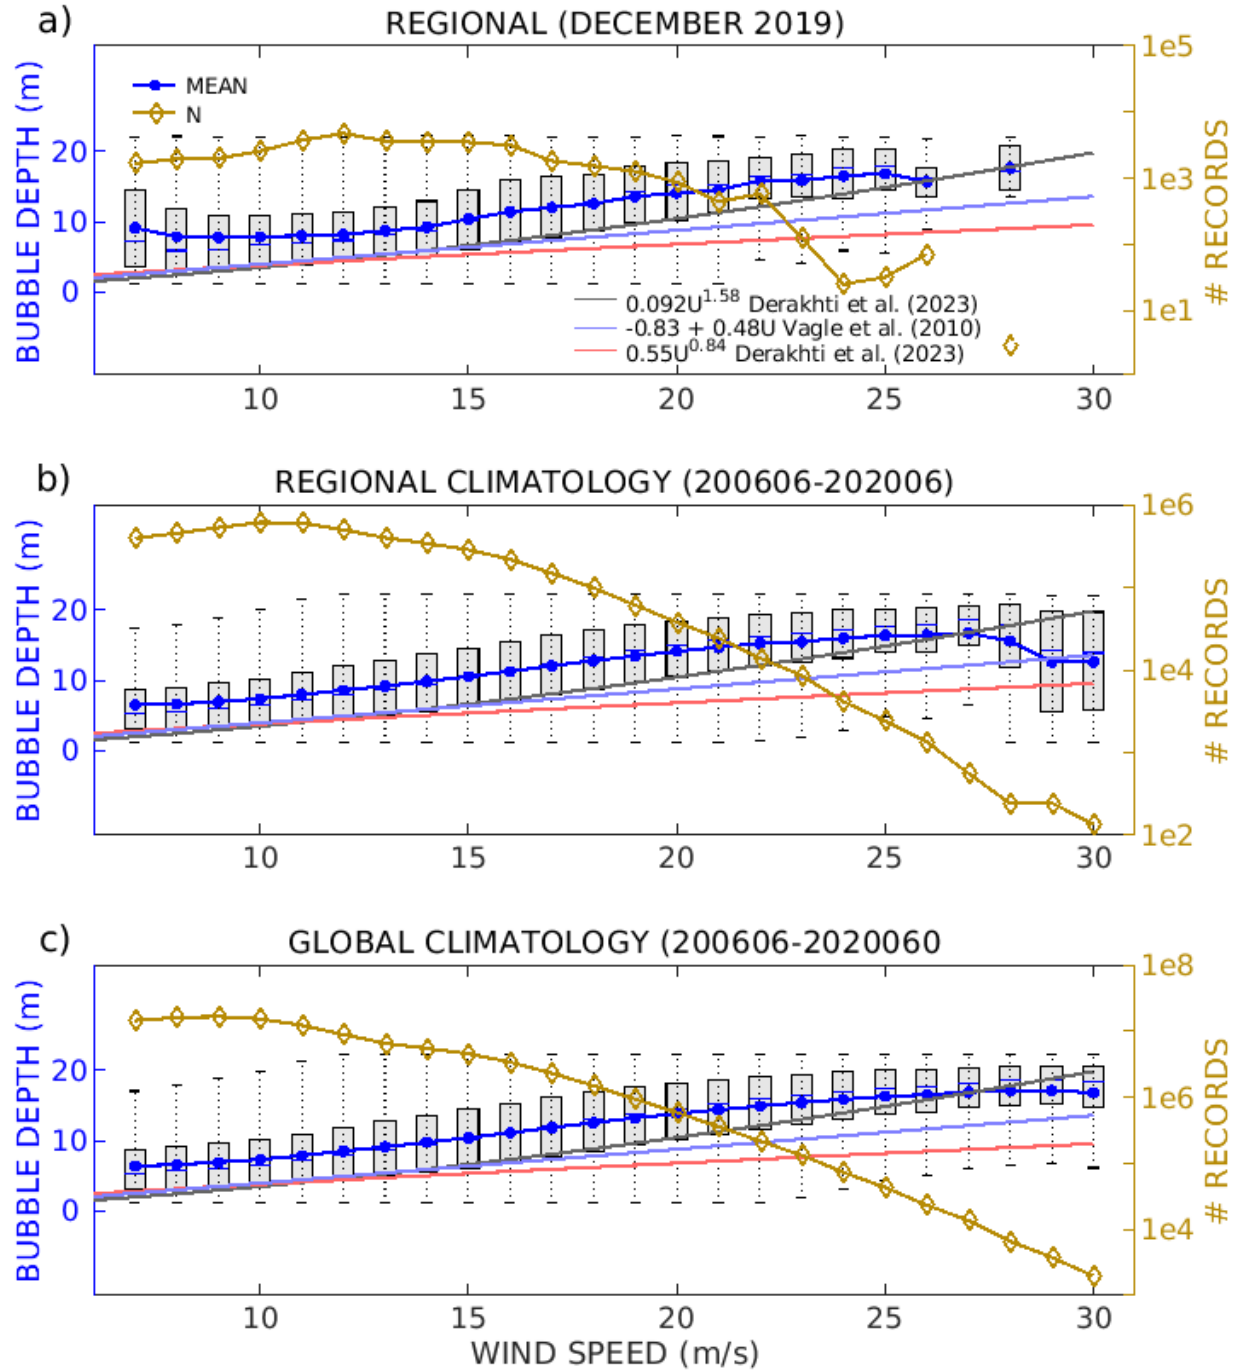 a)
REGIONAL (DECEMBER 2019)
1e5
1e3
1e1
# RECORDS
BUBBLE DEPTH (m)
20
10
0
MEAN
N
0.092U^1.58 Derakhti et al. (2023)
-0.83 + 0.48U Vagle et al. (2010)
0.55U^0.84 Derakhti et al. (2023)
10 15 20 25 30
b)
REGIONAL CLIMATOLOGY (200606-202006)
1e6
1e4
1e2
# RECORDS
BUBBLE DEPTH (m)
20
10
0
10 15 20 25 30
c)
GLOBAL CLIMATOLOGY (200606-2020060
1e8
1e6
1e4
# RECORDS
BUBBLE DEPTH (m)
20
10
0
10 15 20 25 30
WIND SPEED (m/s)